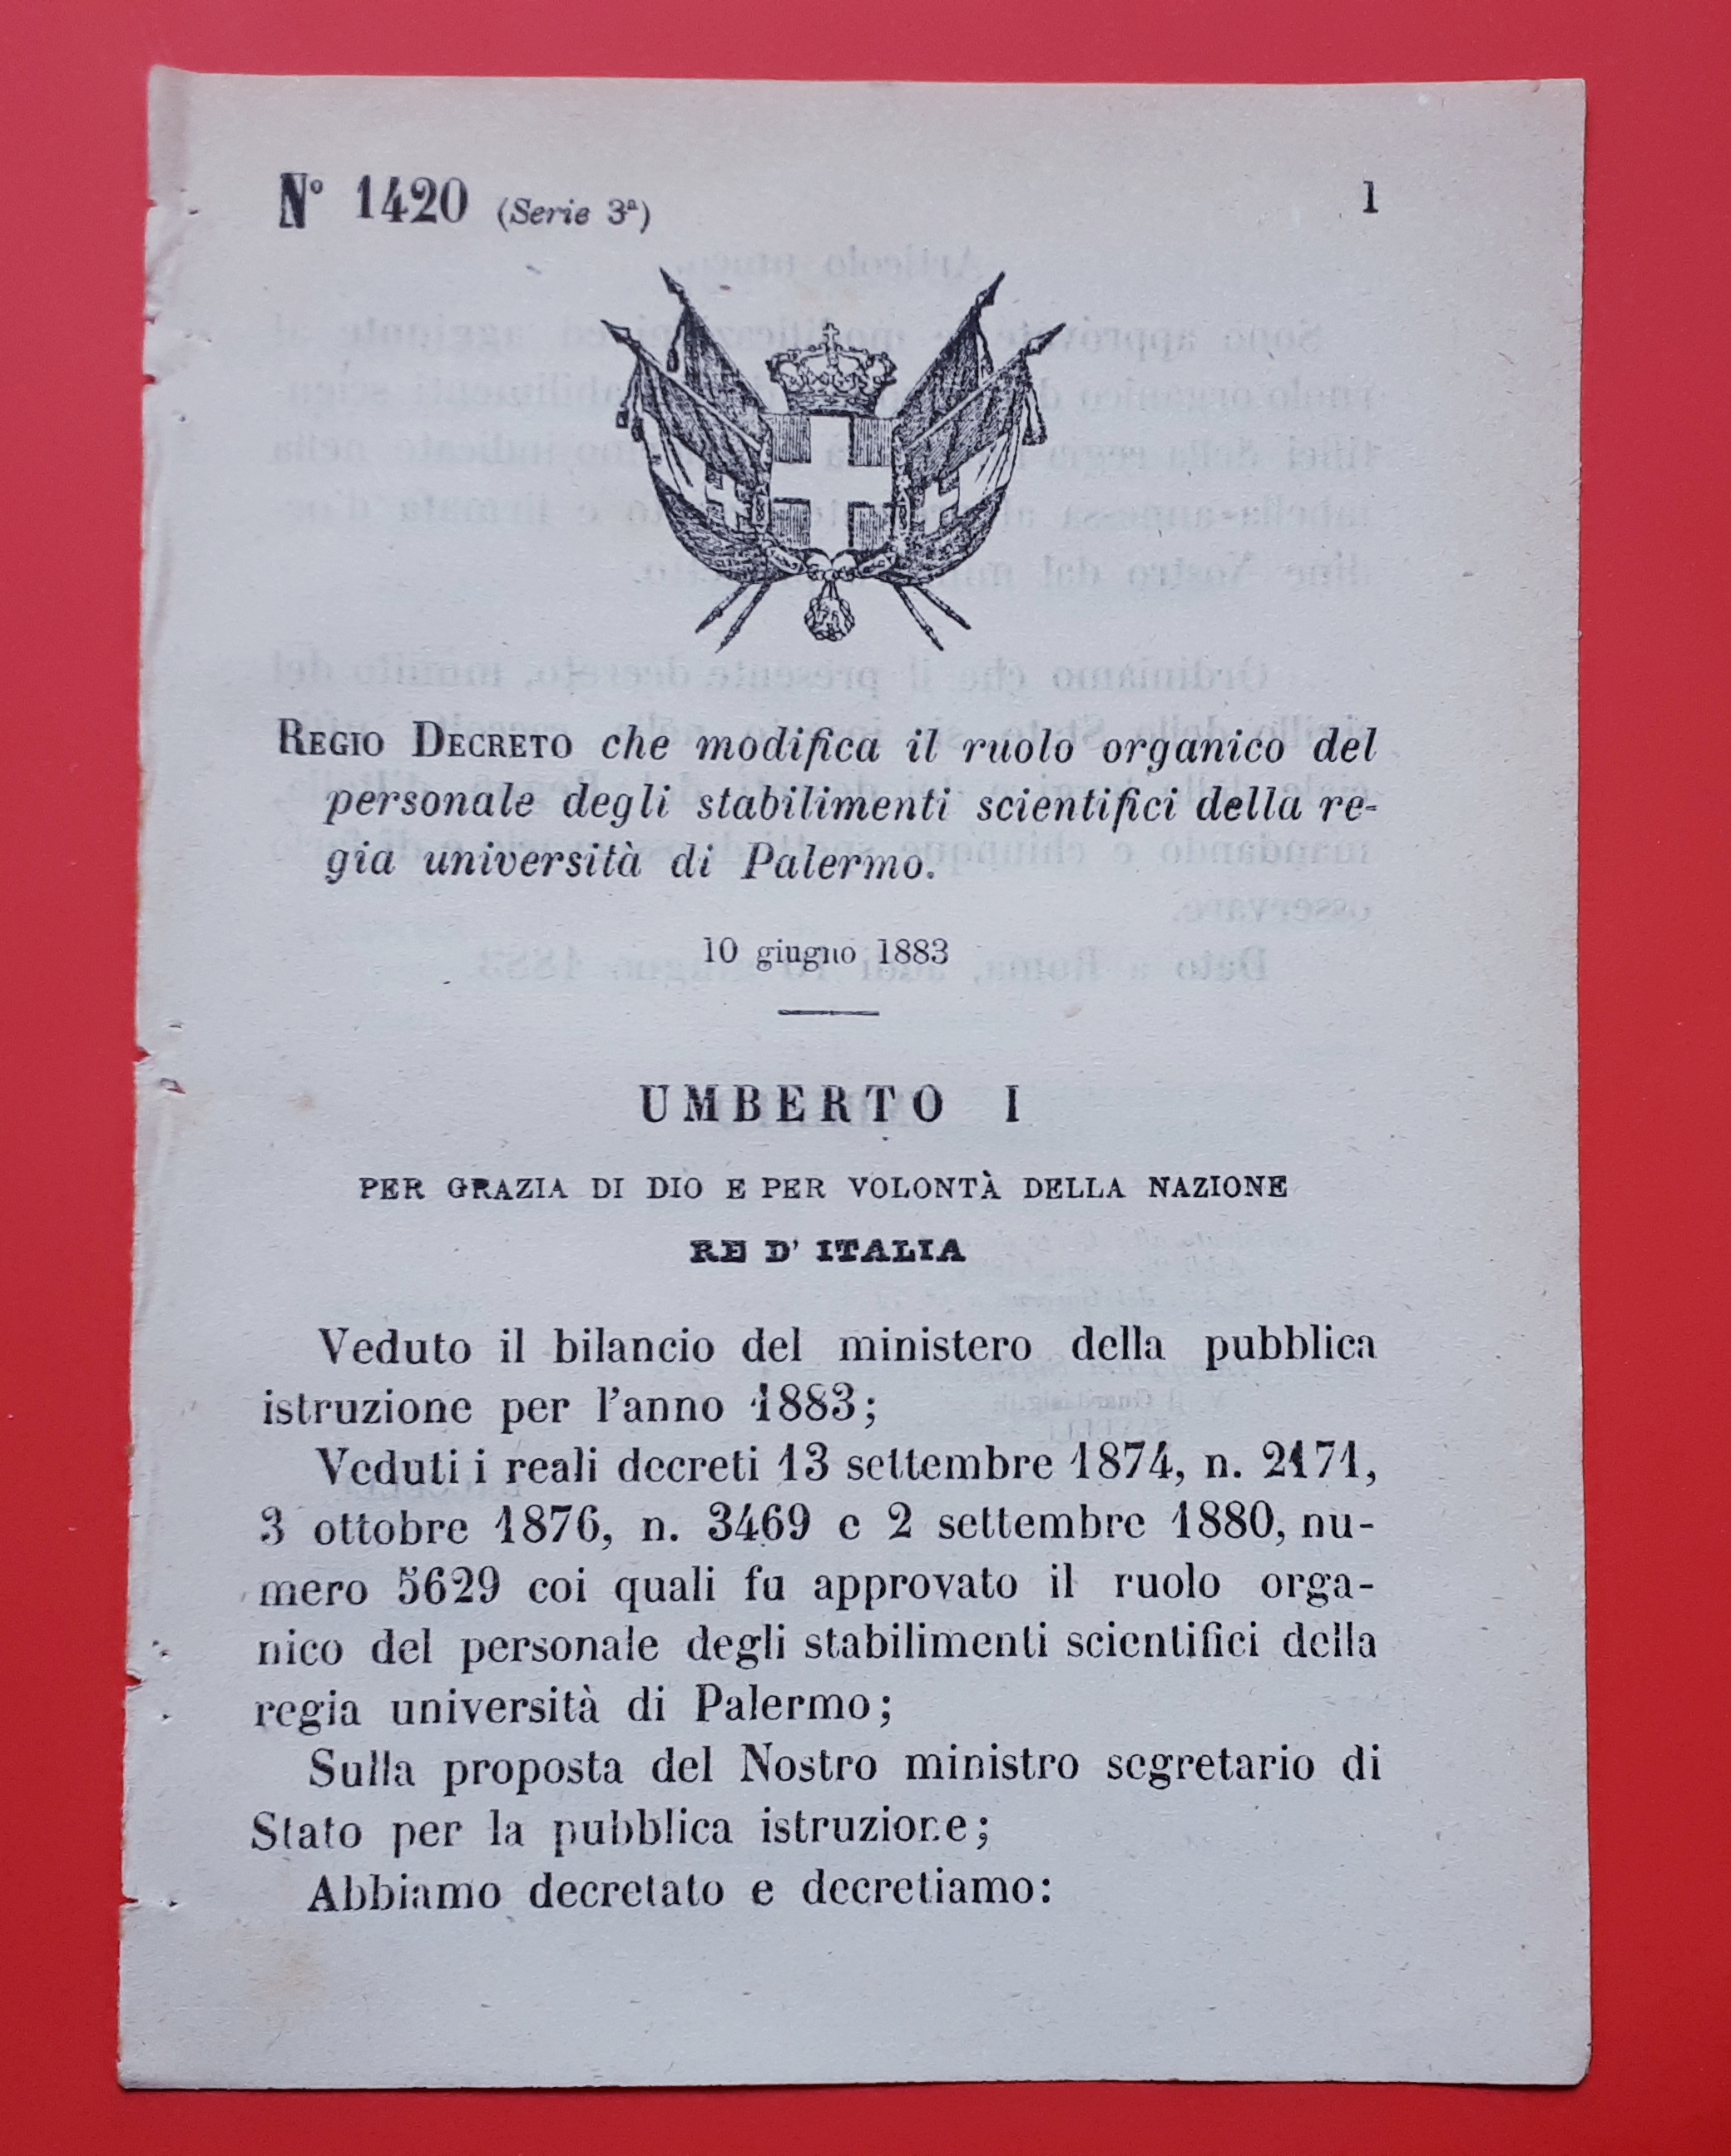 N° 1420 (Serie 3ª) 1
REGIO DECRETO che modifica il ruolo organico del
personale degli stabilimenti scientifici della re-
gia università di Palermo.
10 giugno 1883
UMBERTO I
PER GRAZIA DI DIO E PER VOLONTÀ DELLA NAZIONE
RE D' ITALIA
Veduto il bilancio del ministero della pubblica
istruzione per l'anno 1883;
Veduti i reali decreti 13 settembre 1874, n. 2171,
3 ottobre 1876, n. 3469 e 2 settembre 1880, nu-
mero 5629 coi quali fu approvato il ruolo orga-
nico del personale degli stabilimenti scientifici della
regia università di Palermo;
Sulla proposta del Nostro ministro segretario di
Stato per la pubblica istruzione;
Abbiamo decretato e decretiamo: